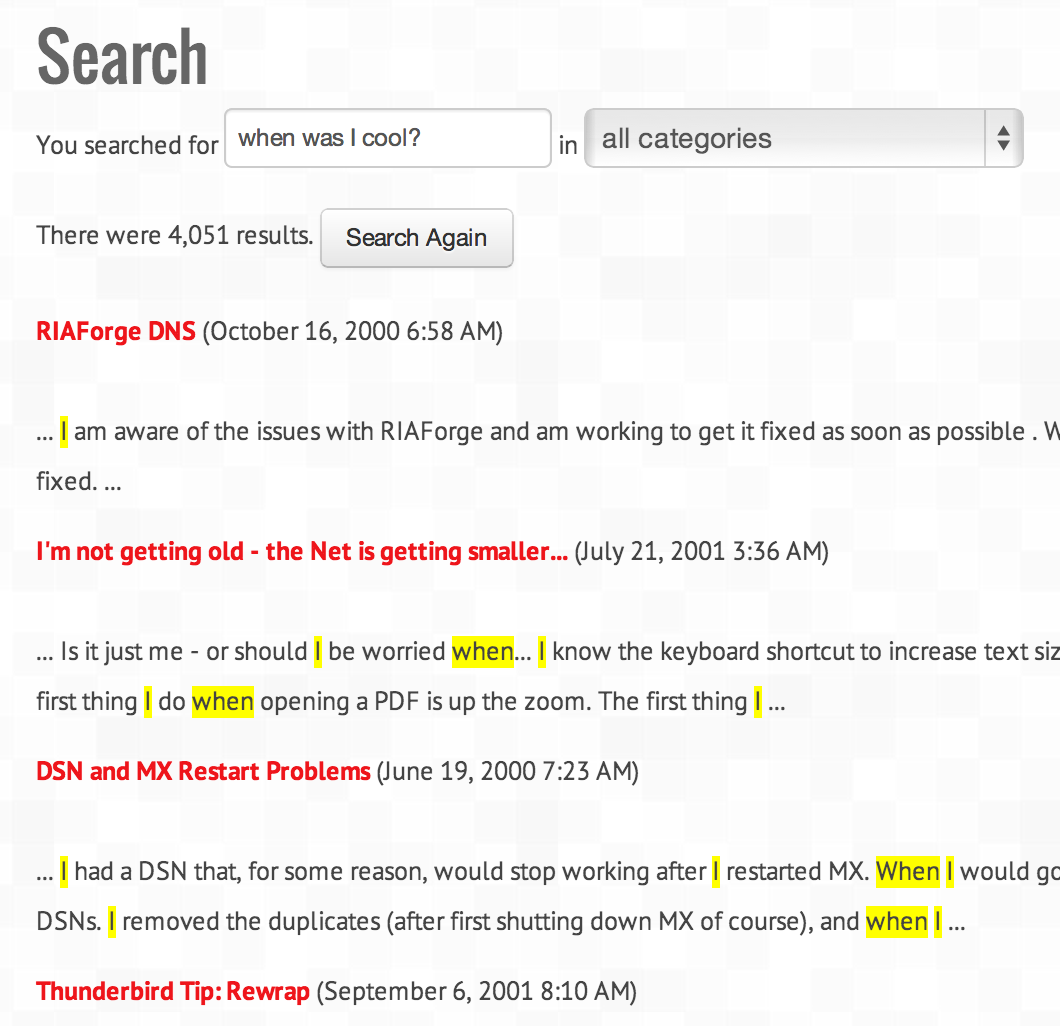 Search
You searched for when was I cool? in all categories
There were 4,051 results. Search Again
RIAForge DNS (October 16, 2000 6:58 AM)
... I am aware of the issues with RIAForge and am working to get it fixed as soon as possible .
fixed. ...
I'm not getting old - the Net is getting smaller... (July 21, 2001 3:36 AM)
... Is it just me - or should I be worried when... I know the keyboard shortcut to increase text
first thing I do when opening a PDF is up the zoom. The first thing I ...
DSN and MX Restart Problems (June 19, 2000 7:23 AM)
... I had a DSN that, for some reason, would stop working after I restarted MX. When I would go
DSNs. I removed the duplicates (after first shutting down MX of course), and when I ...
Thunderbird Tip: Rewrap (September 6, 2001 8:10 AM)